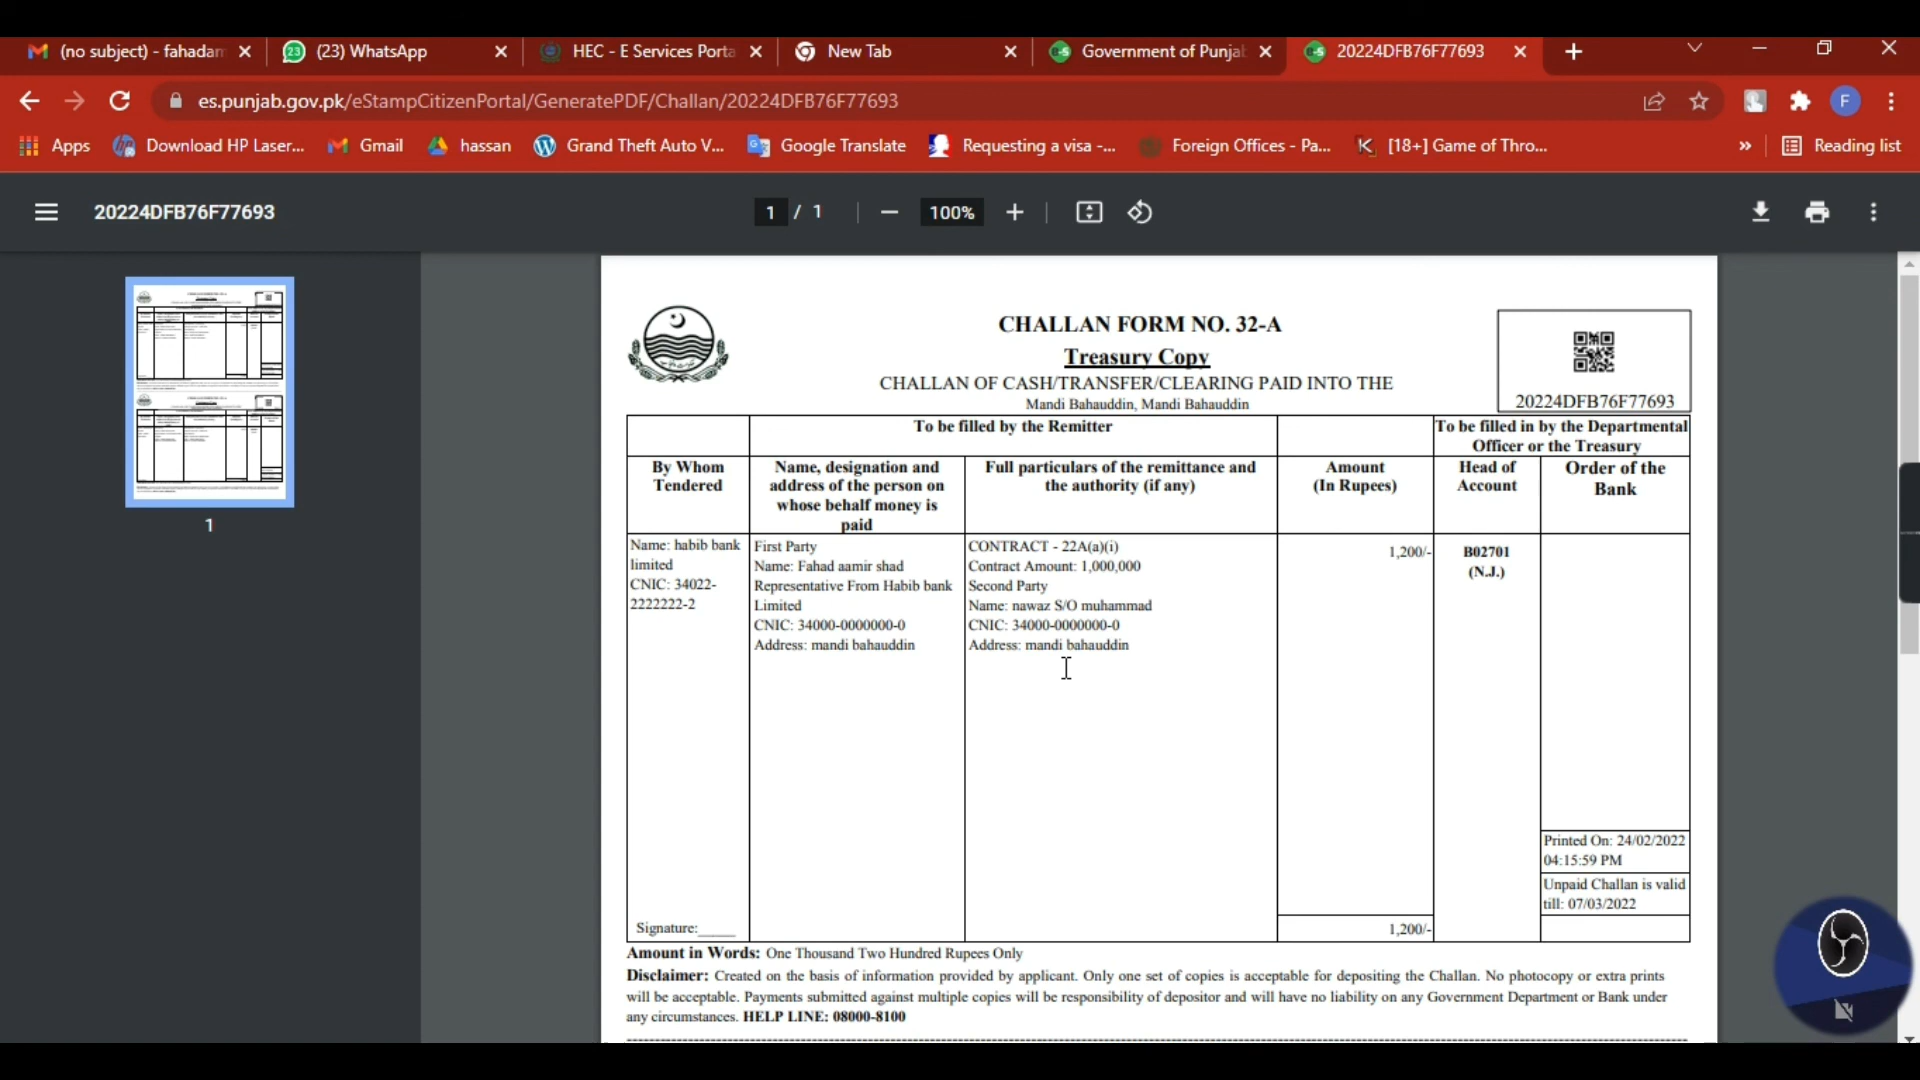 (no subject) - fahadam
23
(23) WhatsApp
HEC - E Services Porta
New Tab
Government of Punjab
20224DFB76F77693
es.punjab.gov.pk/eStampCitizenPortal/GeneratePDF/Challan/20224DFB76F77693
F
Apps
Download HP Laser...
Gmail
hassan
Grand Theft Auto V...
Google Translate
Requesting a visa -...
Foreign Offices - Pa...
[18+] Game of Thro...
»
Reading list
20224DFB76F77693
1 / 1
100%
1
CHALLAN FORM NO. 32-A
Treasury Copy
CHALLAN OF CASH/TRANSFER/CLEARING PAID INTO THE
Mandi Bahauddin, Mandi Bahauddin
20224DFB76F77693
To be filled by the Remitter
To be filled in by the Departmental
Officer or the Treasury
By Whom
Tendered
Name, designation and
address of the person on
whose behalf money is
paid
Full particulars of the remittance and
the authority (if any)
Amount
(In Rupees)
Head of
Account
Order of the
Bank
Name: habib bank
limited
CNIC: 34022-
2222222-2
First Party
Name: Fahad aamir shad
Representative From Habib bank
Limited
CNIC: 34000-0000000-0
Address: mandi bahauddin
CONTRACT - 22A(a)(i)
Contract Amount: 1,000,000
Second Party
Name: nawaz S/O muhammad
CNIC: 34000-0000000-0
Address: mandi bahauddin
1,200/-
B02701
(N.J.)
Printed On: 24/02/2022
04:15:59 PM
Unpaid Challan is valid
till: 07/03/2022
Signature:_____
1,200/-
Amount in Words: One Thousand Two Hundred Rupees Only
Disclaimer: Created on the basis of information provided by applicant. Only one set of copies is acceptable for depositing the Challan. No photocopy or extra prints
will be acceptable. Payments submitted against multiple copies will be responsibility of depositor and will have no liability on any Government Department or Bank under
any circumstances. HELP LINE: 08000-8100